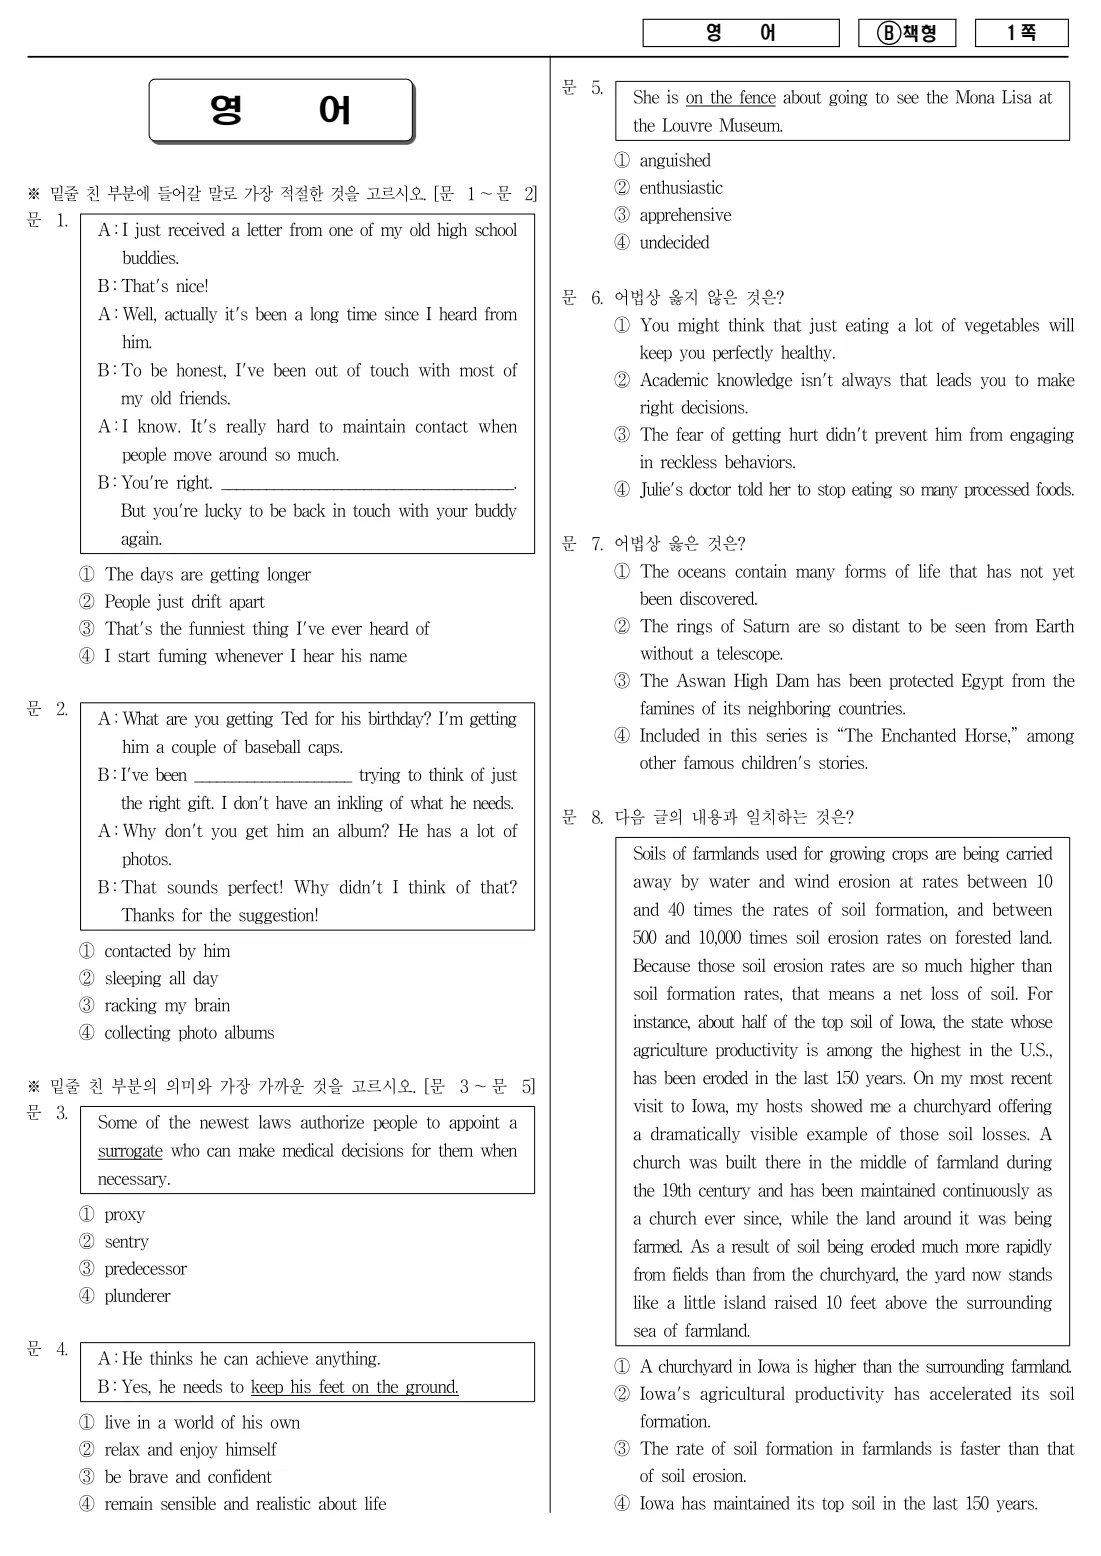 영 어
Ⓑ책형
1쪽
영 어
※ 밑줄 친 부분에 들어갈 말로 가장 적절한 것을 고르시오. [문 1 ~ 문 2]
문 1.
A : I just received a letter from one of my old high school
buddies.
B : That's nice!
A : Well, actually it's been a long time since I heard from
him.
B : To be honest, I've been out of touch with most of
my old friends.
A : I know. It's really hard to maintain contact when
people move around so much.
B : You're right. ___________________________________.
But you're lucky to be back in touch with your buddy
again.
① The days are getting longer
② People just drift apart
③ That's the funniest thing I've ever heard of
④ I start fuming whenever I hear his name
문 2.
A : What are you getting Ted for his birthday? I'm getting
him a couple of baseball caps.
B : I've been ___________________ trying to think of just
the right gift. I don't have an inkling of what he needs.
A : Why don't you get him an album? He has a lot of
photos.
B : That sounds perfect! Why didn't I think of that?
Thanks for the suggestion!
① contacted by him
② sleeping all day
③ racking my brain
④ collecting photo albums
※ 밑줄 친 부분의 의미와 가장 가까운 것을 고르시오. [문 3 ~ 문 5]
문 3.
Some of the newest laws authorize people to appoint a
surrogate who can make medical decisions for them when
necessary.
① proxy
② sentry
③ predecessor
④ plunderer
문 4.
A : He thinks he can achieve anything.
B : Yes, he needs to keep his feet on the ground.
① live in a world of his own
② relax and enjoy himself
③ be brave and confident
④ remain sensible and realistic about life
문 5.
She is on the fence about going to see the Mona Lisa at
the Louvre Museum.
① anguished
② enthusiastic
③ apprehensive
④ undecided
문 6. 어법상 옳지 않은 것은?
① You might think that just eating a lot of vegetables will
keep you perfectly healthy.
② Academic knowledge isn't always that leads you to make
right decisions.
③ The fear of getting hurt didn't prevent him from engaging
in reckless behaviors.
④ Julie's doctor told her to stop eating so many processed foods.
문 7. 어법상 옳은 것은?
① The oceans contain many forms of life that has not yet
been discovered.
② The rings of Saturn are so distant to be seen from Earth
without a telescope.
③ The Aswan High Dam has been protected Egypt from the
famines of its neighboring countries.
④ Included in this series is “The Enchanted Horse,” among
other famous children's stories.
문 8. 다음 글의 내용과 일치하는 것은?
Soils of farmlands used for growing crops are being carried
away by water and wind erosion at rates between 10
and 40 times the rates of soil formation, and between
500 and 10,000 times soil erosion rates on forested land.
Because those soil erosion rates are so much higher than
soil formation rates, that means a net loss of soil. For
instance, about half of the top soil of Iowa, the state whose
agriculture productivity is among the highest in the U.S.,
has been eroded in the last 150 years. On my most recent
visit to Iowa, my hosts showed me a churchyard offering
a dramatically visible example of those soil losses. A
church was built there in the middle of farmland during
the 19th century and has been maintained continuously as
a church ever since, while the land around it was being
farmed. As a result of soil being eroded much more rapidly
from fields than from the churchyard, the yard now stands
like a little island raised 10 feet above the surrounding
sea of farmland.
① A churchyard in Iowa is higher than the surrounding farmland.
② Iowa's agricultural productivity has accelerated its soil
formation.
③ The rate of soil formation in farmlands is faster than that
of soil erosion.
④ Iowa has maintained its top soil in the last 150 years.